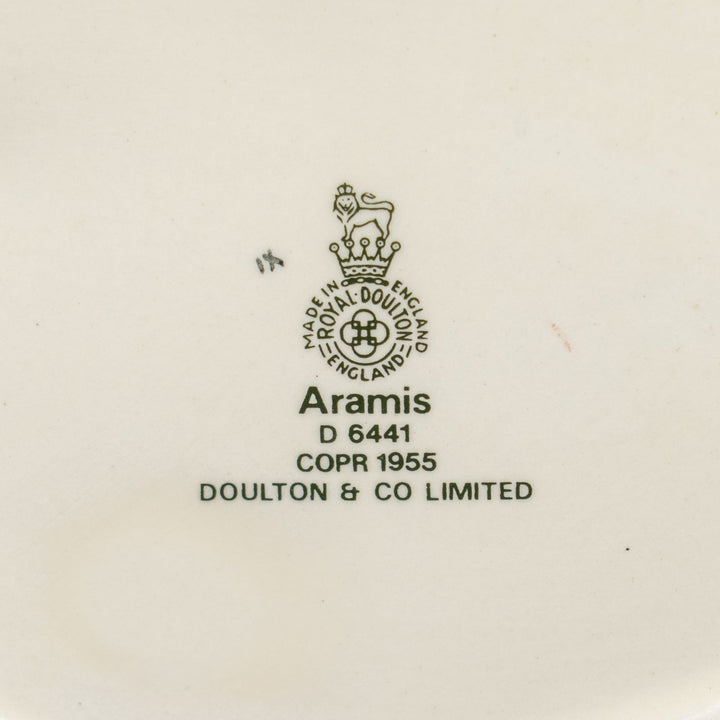 MADE IN ENGLAND
ROYAL·DOULTON
ENGLAND
Aramis
D 6441
COPR 1955
DOULTON & CO LIMITED